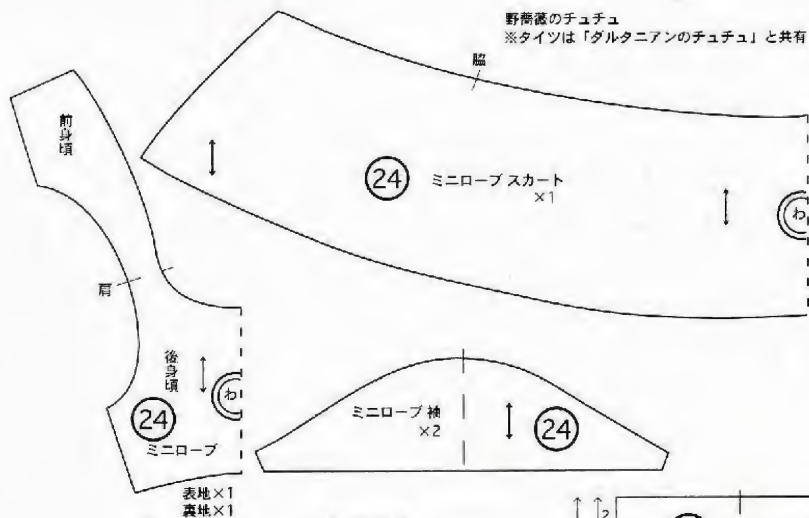 野薔薇のチュチュ
※タイツは「ダルタニアンのチュチュ」と共有
脇
前身頃
24
ミニローブ スカート
×1
わ
肩
後身頃
わ
24
ミニローブ
ミニローブ 袖
×2
24
表地×1
裏地×1
2